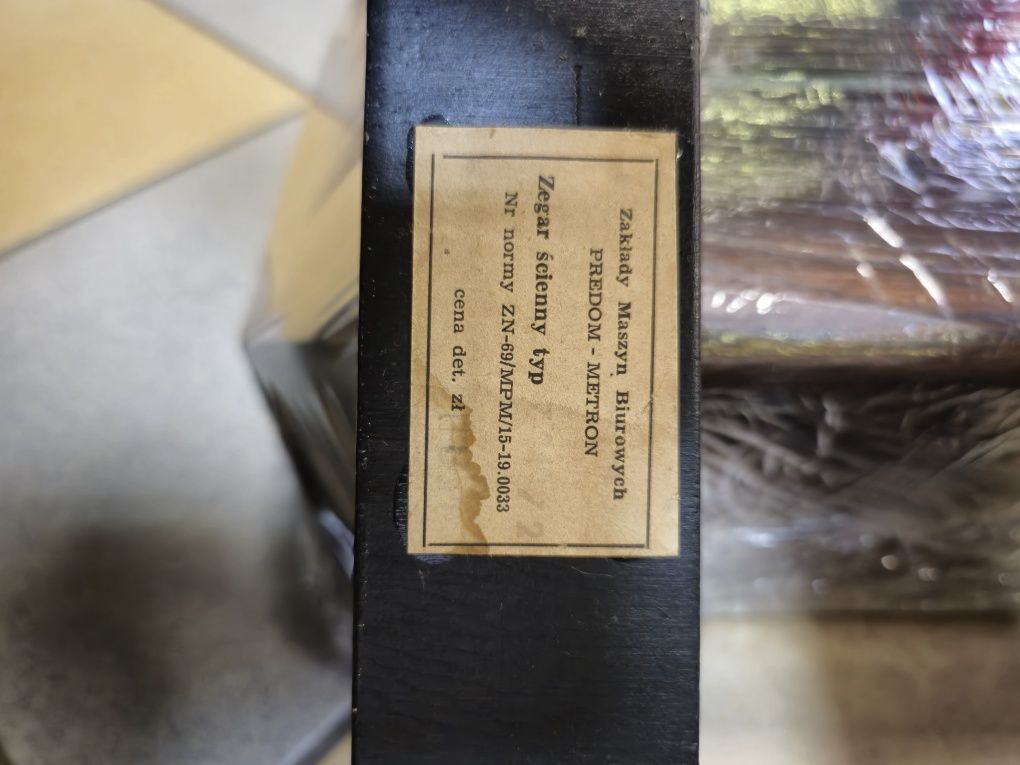 Zakłady Maszyn Biurowych
PREDOM - METRON
Zegar ścienny typ
Nr normy ZN-69/MPM/15-19.0033
cena det. zł